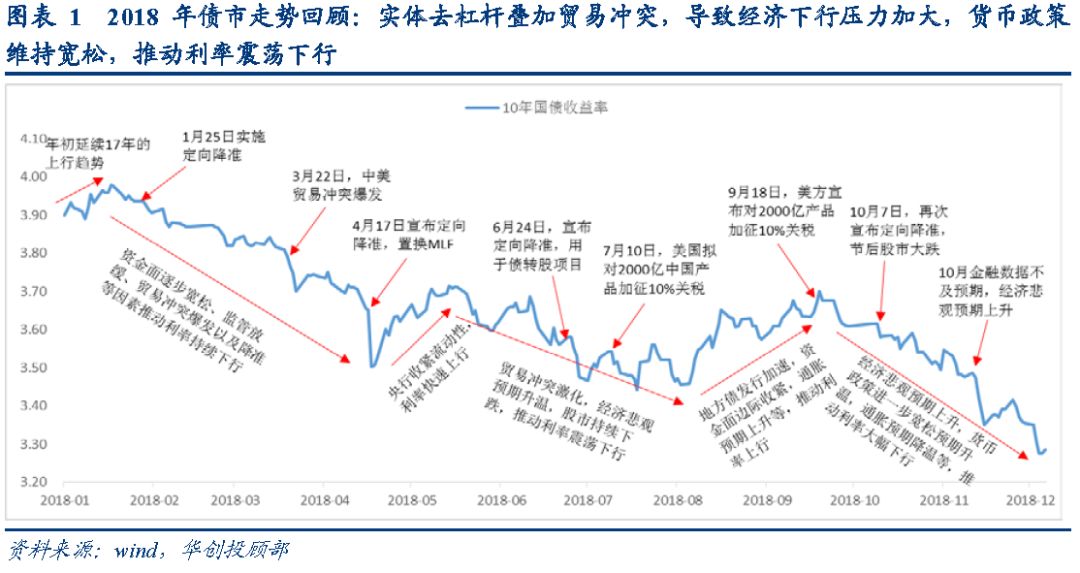 图表 1 2018 年债市走势回顾：实体去杠杆叠加贸易冲突，导致经济下行压力加大，货币政策
维持宽松，推动利率震荡下行
10年国债收益率
4.10
4.00
3.90
3.80
3.70
3.60
3.50
3.40
3.30
3.20
年初延续17年的
上行趋势
1月25日实施
定向降准
3月22日，中美
贸易冲突爆发
4月17日宣布定向
降准，置换MLF
6月24日，宣布
定向降准，用
于债转股项目
7月10日，美国拟
对2000亿中国产
品加征10%关税
9月18日，美方宣
布对2000亿产品
加征10%关税
10月7日，再次
宣布定向降准，
节后股市大跌
10月金融数据不
及预期，经济悲
观预期上升
资金面逐步宽松、监管放
缓、贸易冲突爆发以及降准
等因素推动利率持续下行
央行收紧流动性，
利率快速上行
贸易冲突激化，经济悲观
预期升温，股市持续下
跌，推动利率震荡下行
地方债发行加速，资
金面边际收紧，通胀
预期上升等，推动利
率上行
经济悲观预期上升，货币
政策进一步宽松预期升
温，通胀预期降温等，推
动利率大幅下行
2018-01
2018-02
2018-03
2018-04
2018-05
2018-06
2018-07
2018-08
2018-09
2018-10
2018-11
2018-12
资料来源：wind，华创投顾部